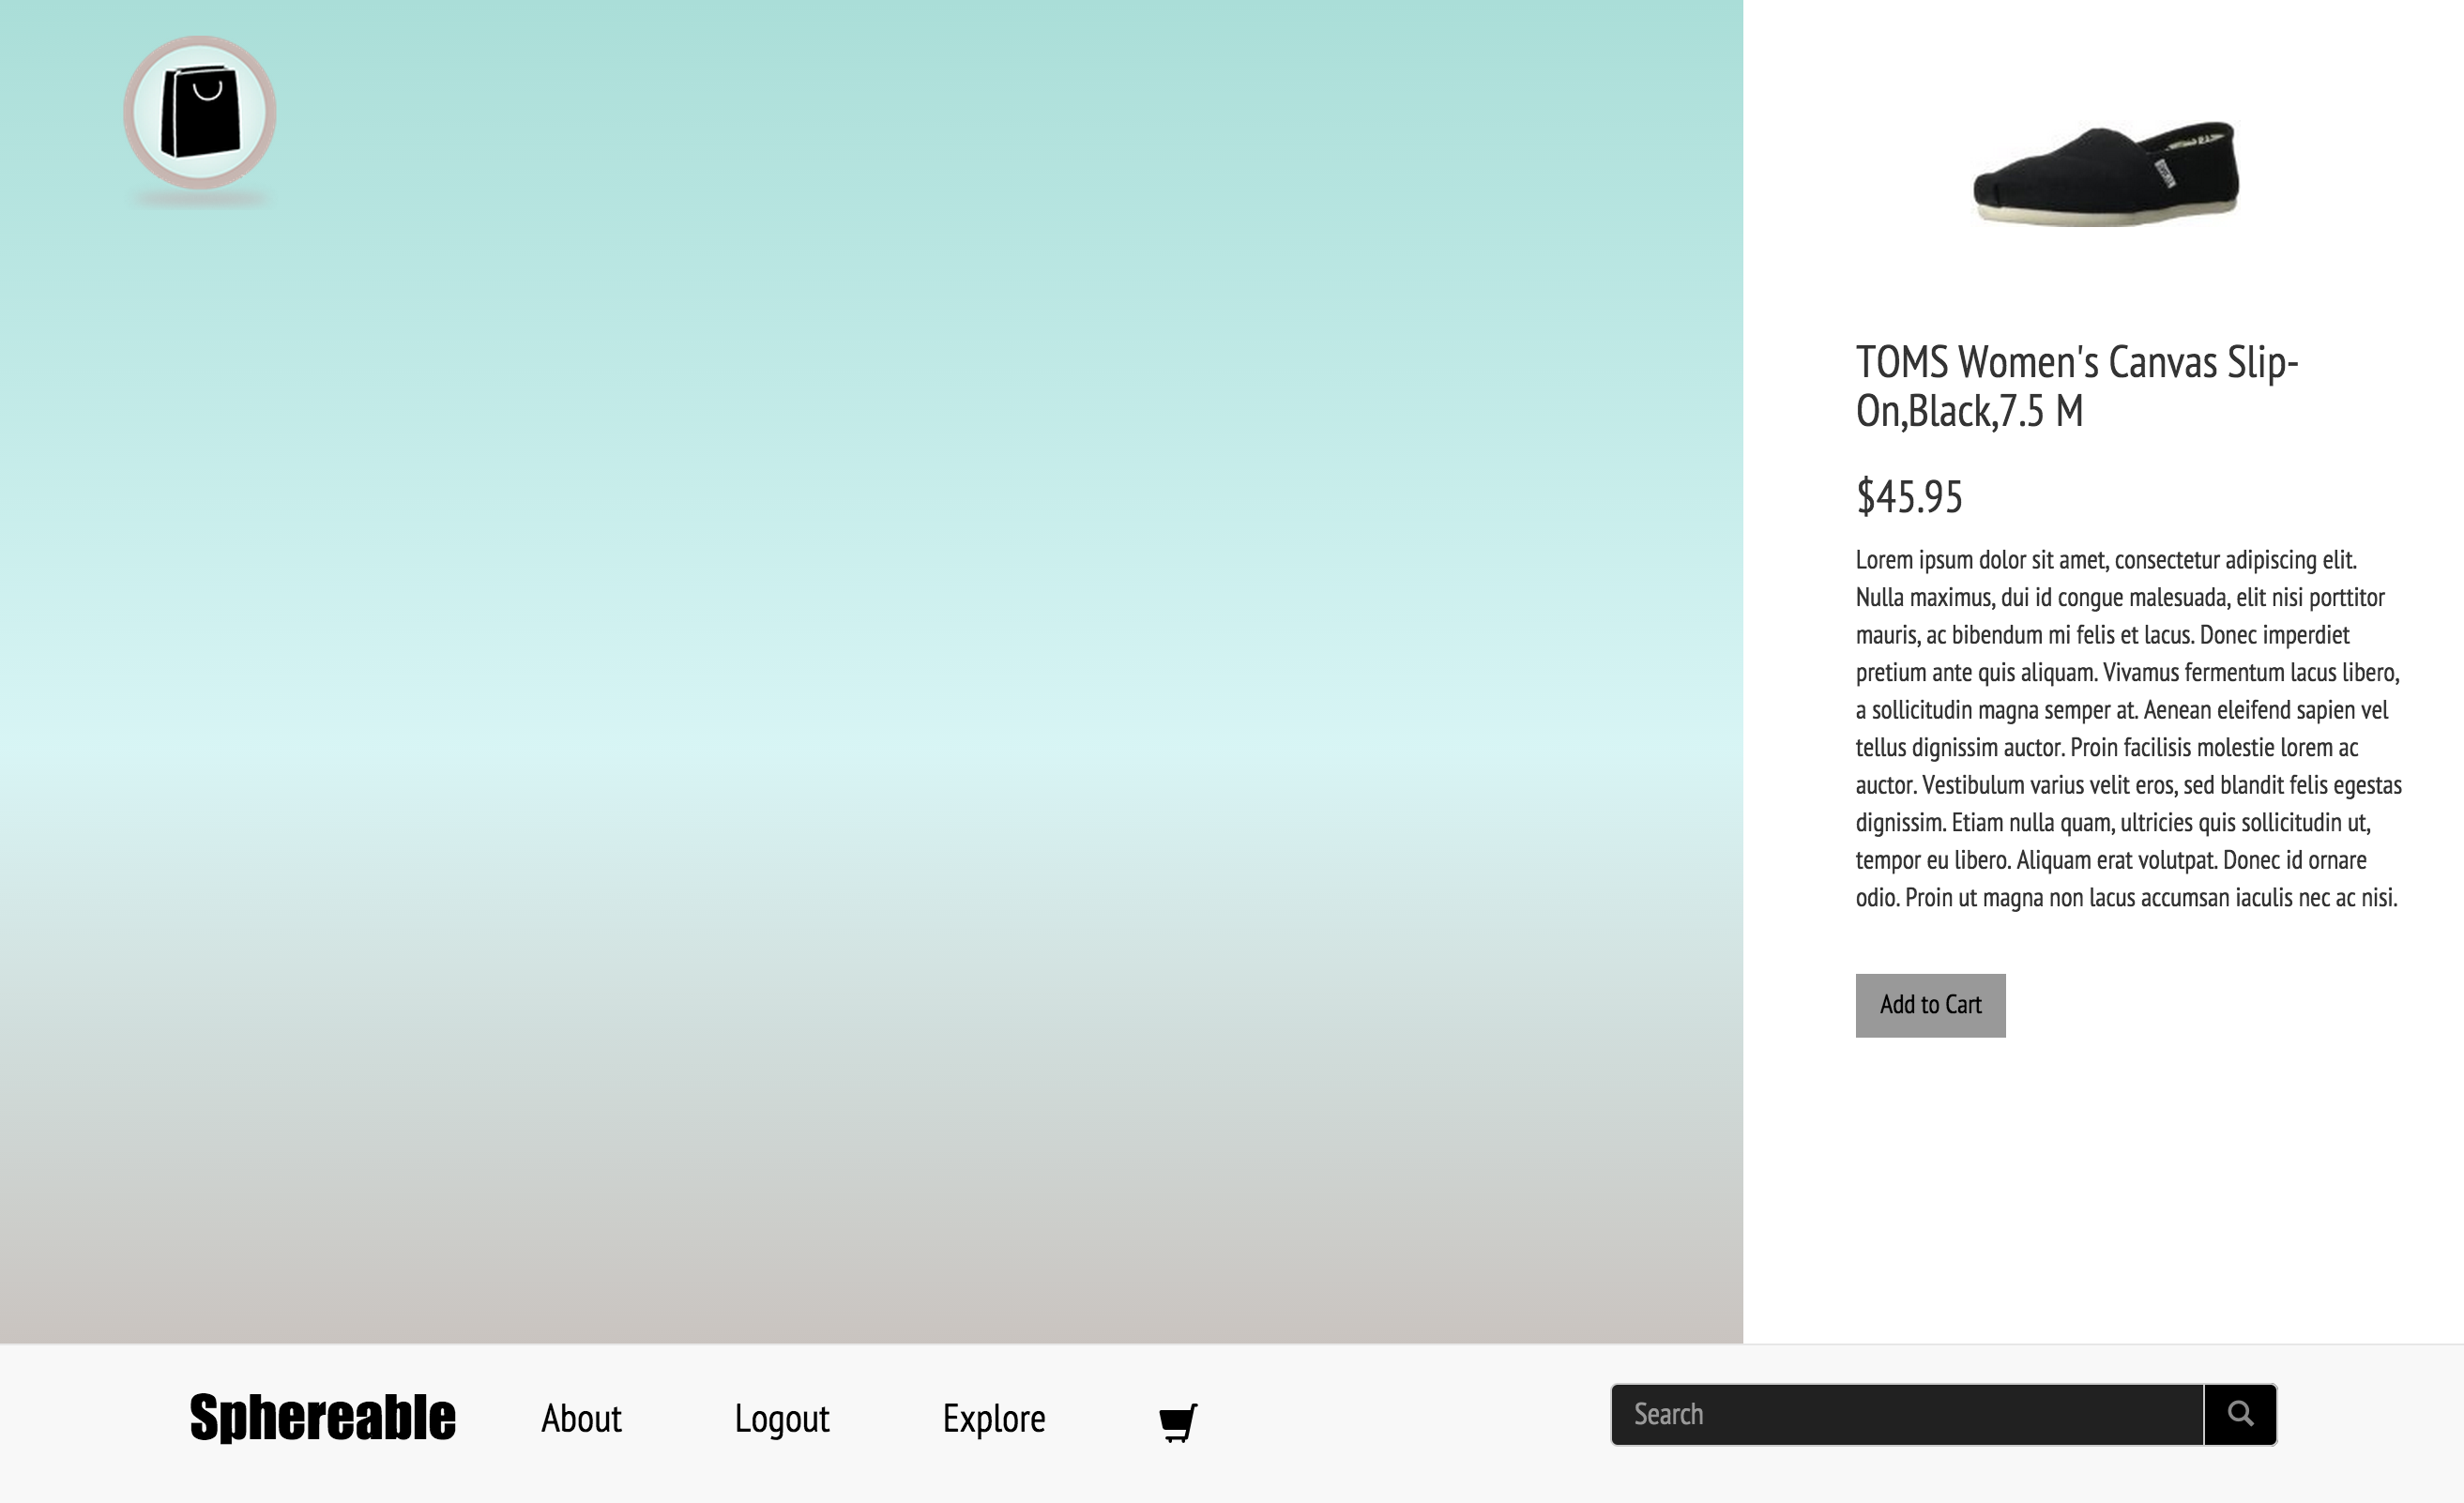 TOMS Women's Canvas Slip-
On,Black,7.5 M
$45.95
Lorem ipsum dolor sit amet, consectetur adipiscing elit.
Nulla maximus, dui id congue malesuada, elit nisi porttitor
mauris, ac bibendum mi felis et lacus. Donec imperdiet
pretium ante quis aliquam. Vivamus fermentum lacus libero,
a sollicitudin magna semper at. Aenean eleifend sapien vel
tellus dignissim auctor. Proin facilisis molestie lorem ac
auctor. Vestibulum varius velit eros, sed blandit felis egestas
dignissim. Etiam nulla quam, ultricies quis sollicitudin ut,
tempor eu libero. Aliquam erat volutpat. Donec id ornare
odio. Proin ut magna non lacus accumsan iaculis nec ac nisi.
Add to Cart
Sphereable
About
Logout
Explore
Search